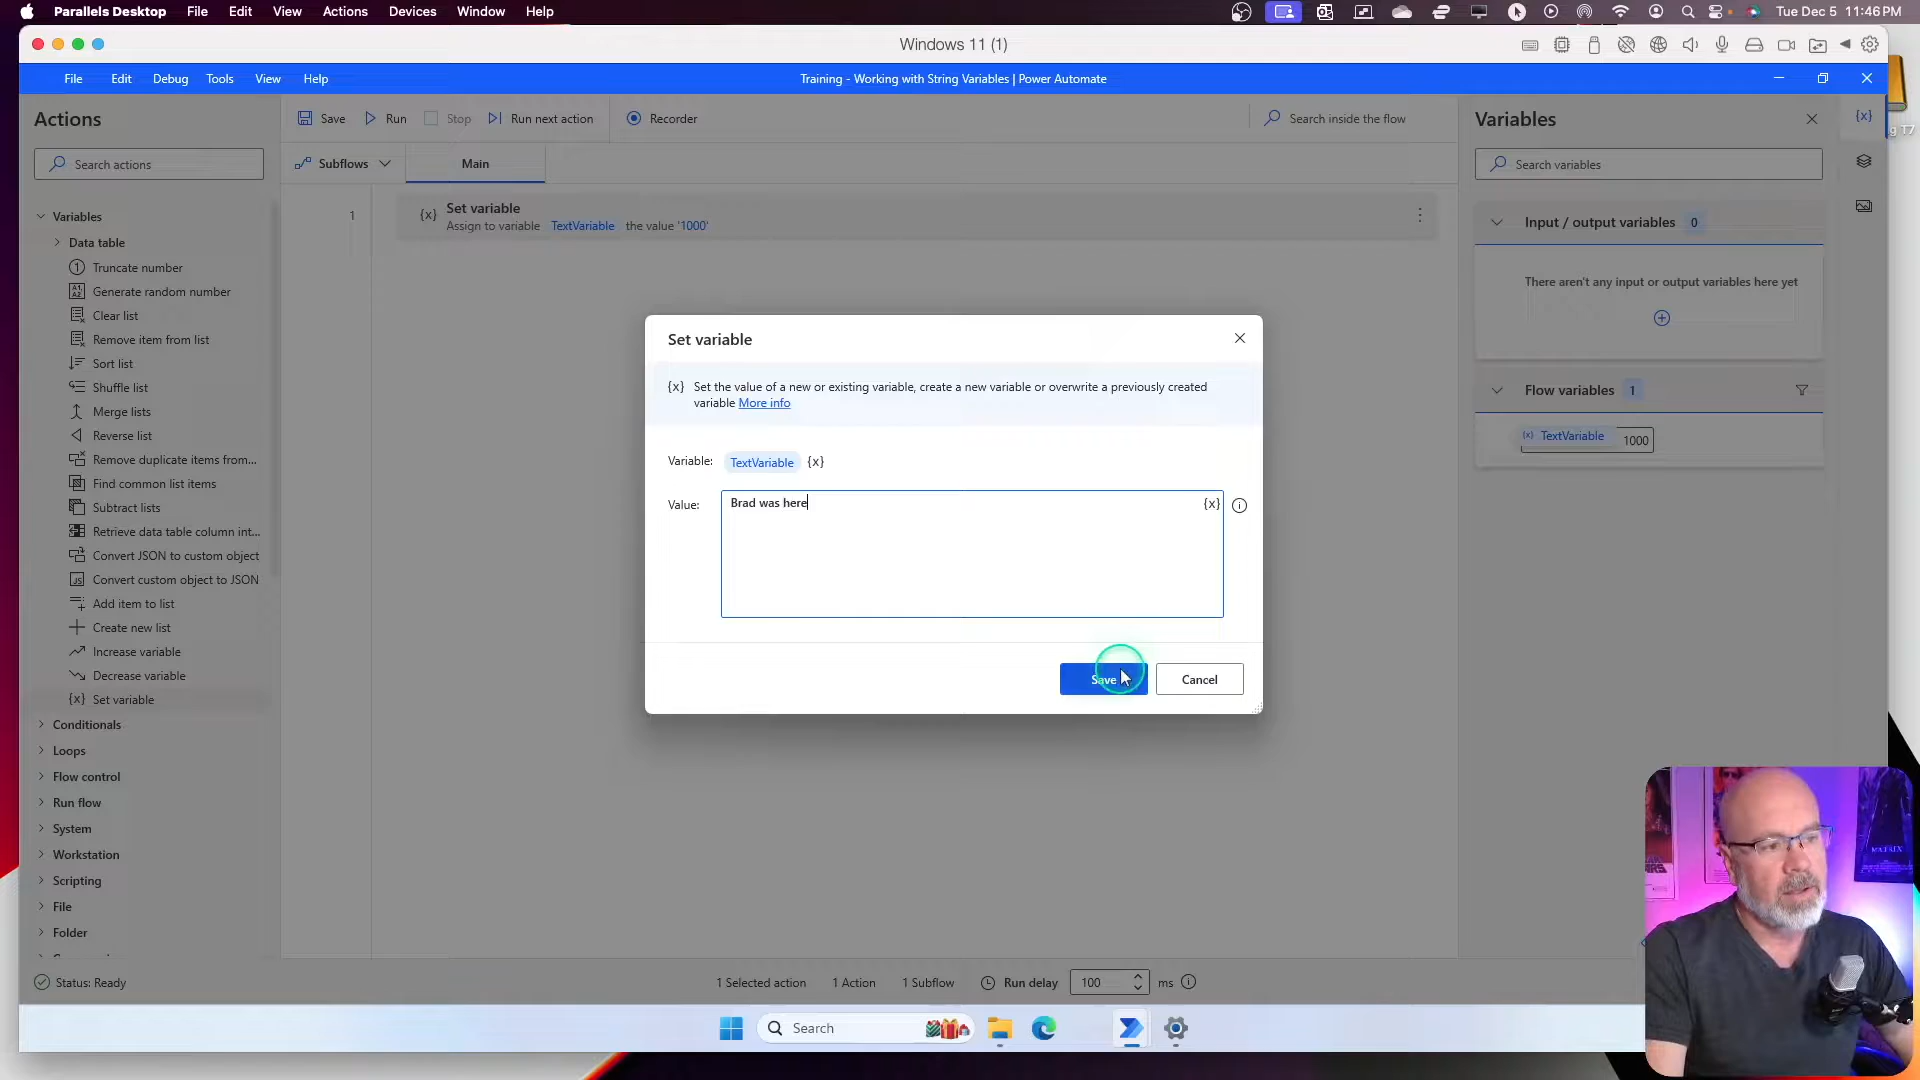 Parallels Desktop File Edit View Actions Devices Window Help
Tue Dec 5 11:46 PM
Windows 11 (1)
File Edit Debug Tools View Help
Training - Working with String Variables | Power Automate
Actions
Search actions
Variables
Data table
Truncate number
Generate random number
Clear list
Remove item from list
Sort list
Shuffle list
Merge lists
Reverse list
Remove duplicate items from...
Find common list items
Subtract lists
Retrieve data table column int...
Convert JSON to custom object
Convert custom object to JSON
Add item to list
Create new list
Increase variable
Decrease variable
{x} Set variable
Conditionals
Loops
Flow control
Run flow
System
Workstation
Scripting
File
Folder
Save Run Stop Run next action Recorder
Search inside the flow
Subflows Main
1 {x} Set variable
Assign to variable TextVariable the value '1000'
Set variable
{x} Set the value of a new or existing variable, create a new variable or overwrite a previously created
variable More info
Variable: TextVariable {x}
Value: Brad was here {x}
Save Cancel
Variables
{x}
Search variables
Input / output variables 0
There aren't any input or output variables here yet
Flow variables 1
{x} TextVariable 1000
g T7
Status: Ready
1 Selected action 1 Action 1 Subflow Run delay 100 ms
Search
MATRIX